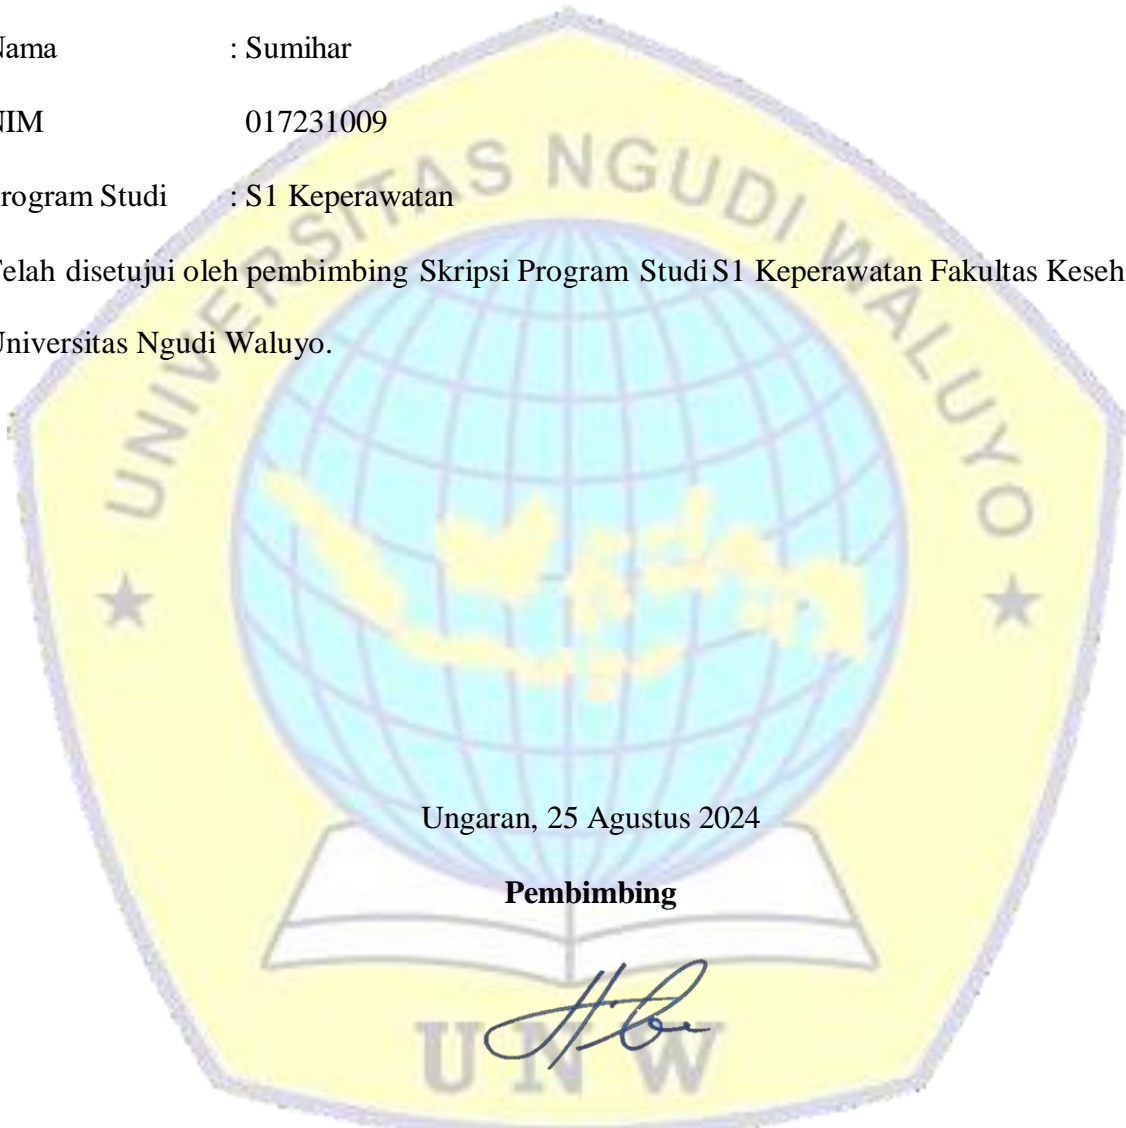 Nama : Sumihar
NIM 017231009
Program Studi : S1 Keperawatan
Telah disetujui oleh pembimbing Skripsi Program Studi S1 Keperawatan Fakultas Keseh
Universitas Ngudi Waluyo.
UNIVERSITAS NGUDI WALUYO
Ungaran, 25 Agustus 2024
Pembimbing
UNW